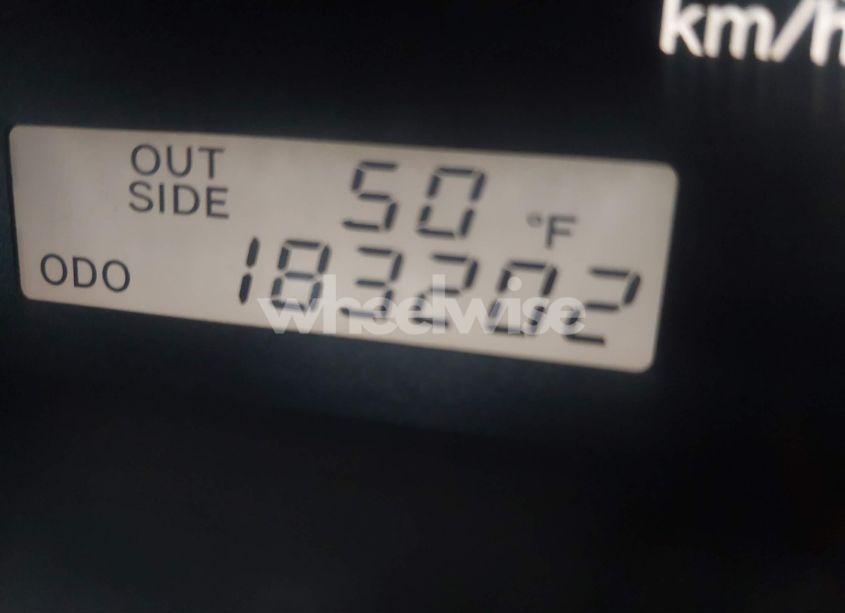 km/h
OUT
SIDE 50 °F
ODO 183202
wheelwise